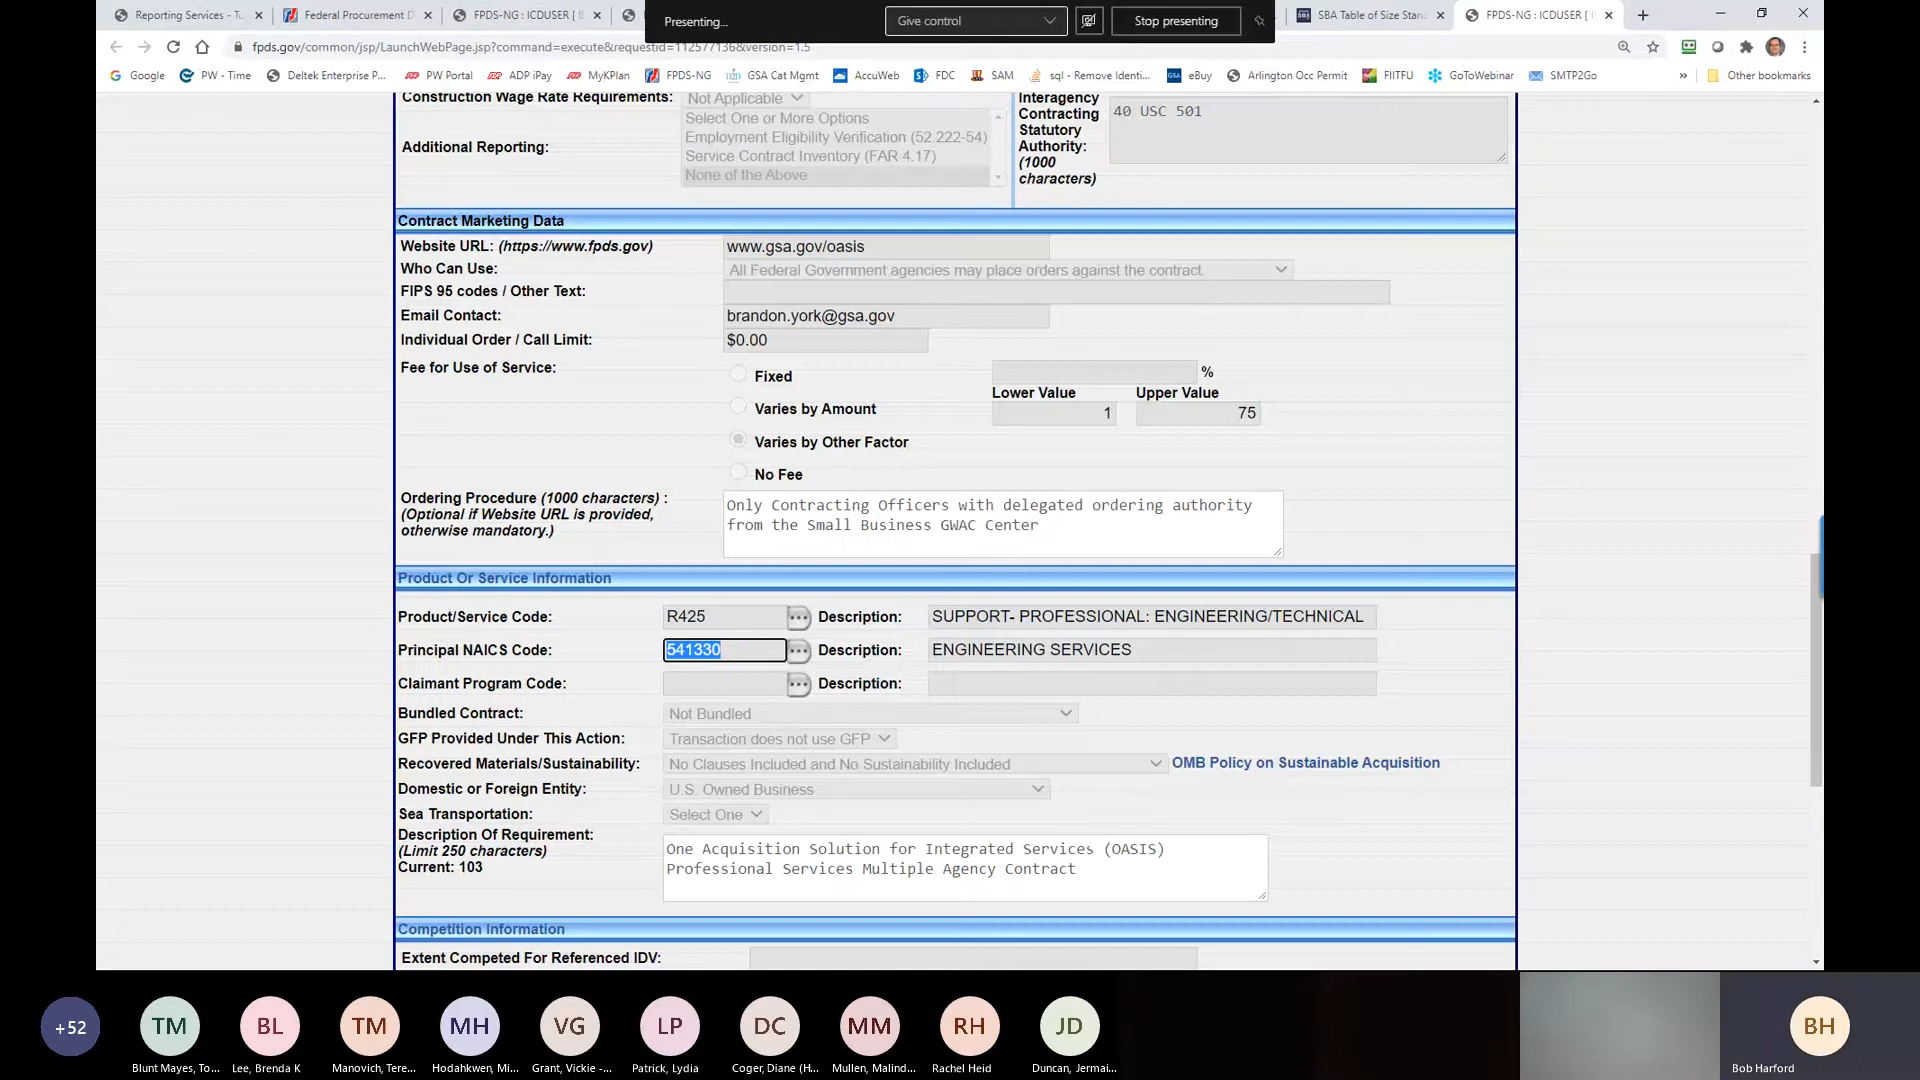 Reporting Services - Tu
Federal Procurement D
FPDS-NG : ICDUSER [ I
Presenting...
Give control
Stop presenting
SBA Table of Size Stand
FPDS-NG : ICDUSER [ I
fpds.gov/common/jsp/LaunchWebPage.jsp?command=execute&requestid=112577136&version=1.5
Google
PW - Time
Deltek Enterprise P...
PW Portal
ADP iPay
MyKPlan
FPDS-NG
GSA Cat Mgmt
AccuWeb
FDC
SAM
sql - Remove Identi...
eBuy
Arlington Occ Permit
FIITFU
GoToWebinar
SMTP2Go
»
Other bookmarks
Construction Wage Rate Requirements:
Not Applicable
Additional Reporting:
Select One or More Options
Employment Eligibility Verification (52.222-54)
Service Contract Inventory (FAR 4.17)
None of the Above
Interagency
Contracting
Statutory
Authority:
(1000
characters)
40 USC 501
Contract Marketing Data
Website URL: (https://www.fpds.gov)
www.gsa.gov/oasis
Who Can Use:
All Federal Government agencies may place orders against the contract.
FIPS 95 codes / Other Text:
Email Contact:
brandon.york@gsa.gov
Individual Order / Call Limit:
$0.00
Fee for Use of Service:
Fixed
%
Lower Value
Upper Value
Varies by Amount
1
75
Varies by Other Factor
No Fee
Ordering Procedure (1000 characters) :
(Optional if Website URL is provided,
otherwise mandatory.)
Only Contracting Officers with delegated ordering authority
from the Small Business GWAC Center
Product Or Service Information
Product/Service Code:
R425
Description:
SUPPORT- PROFESSIONAL: ENGINEERING/TECHNICAL
Principal NAICS Code:
541330
Description:
ENGINEERING SERVICES
Claimant Program Code:
Description:
Bundled Contract:
Not Bundled
GFP Provided Under This Action:
Transaction does not use GFP
Recovered Materials/Sustainability:
No Clauses Included and No Sustainability Included
OMB Policy on Sustainable Acquisition
Domestic or Foreign Entity:
U.S. Owned Business
Sea Transportation:
Select One
Description Of Requirement:
(Limit 250 characters)
Current: 103
One Acquisition Solution for Integrated Services (OASIS)
Professional Services Multiple Agency Contract
Competition Information
Extent Competed For Referenced IDV:
+52
TM
BL
TM
MH
VG
LP
DC
MM
RH
JD
BH
Blunt Mayes, To...
Lee, Brenda K
Manovich, Tere...
Hodahkwen, Mi...
Grant, Vickie -...
Patrick, Lydia
Coger, Diane (H...
Mullen, Malind...
Rachel Heid
Duncan, Jermai...
Bob Harford